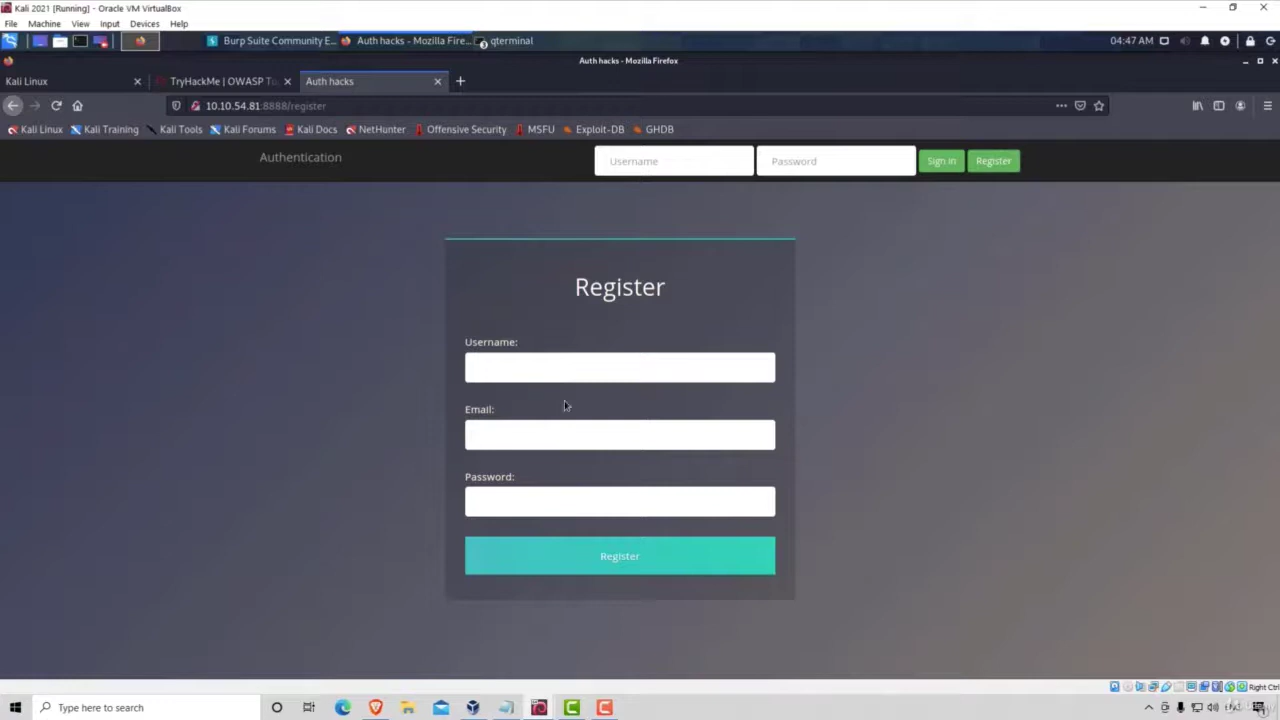 Kali 2021 [Running] - Oracle VM VirtualBox
File Machine View Input Devices Help
Burp Suite Community E... Auth hacks - Mozilla Fire... qterminal 04:47 AM
Auth hacks - Mozilla Firefox
Kali Linux TryHackMe | OWASP To Auth hacks
10.10.54.81:8888/register
Kali Linux Kali Training Kali Tools Kali Forums Kali Docs NetHunter Offensive Security MSFU Exploit-DB GHDB
Authentication Username Password Sign in Register
Register
Username:
Email:
Password:
Register
Right Ctrl
Type here to search